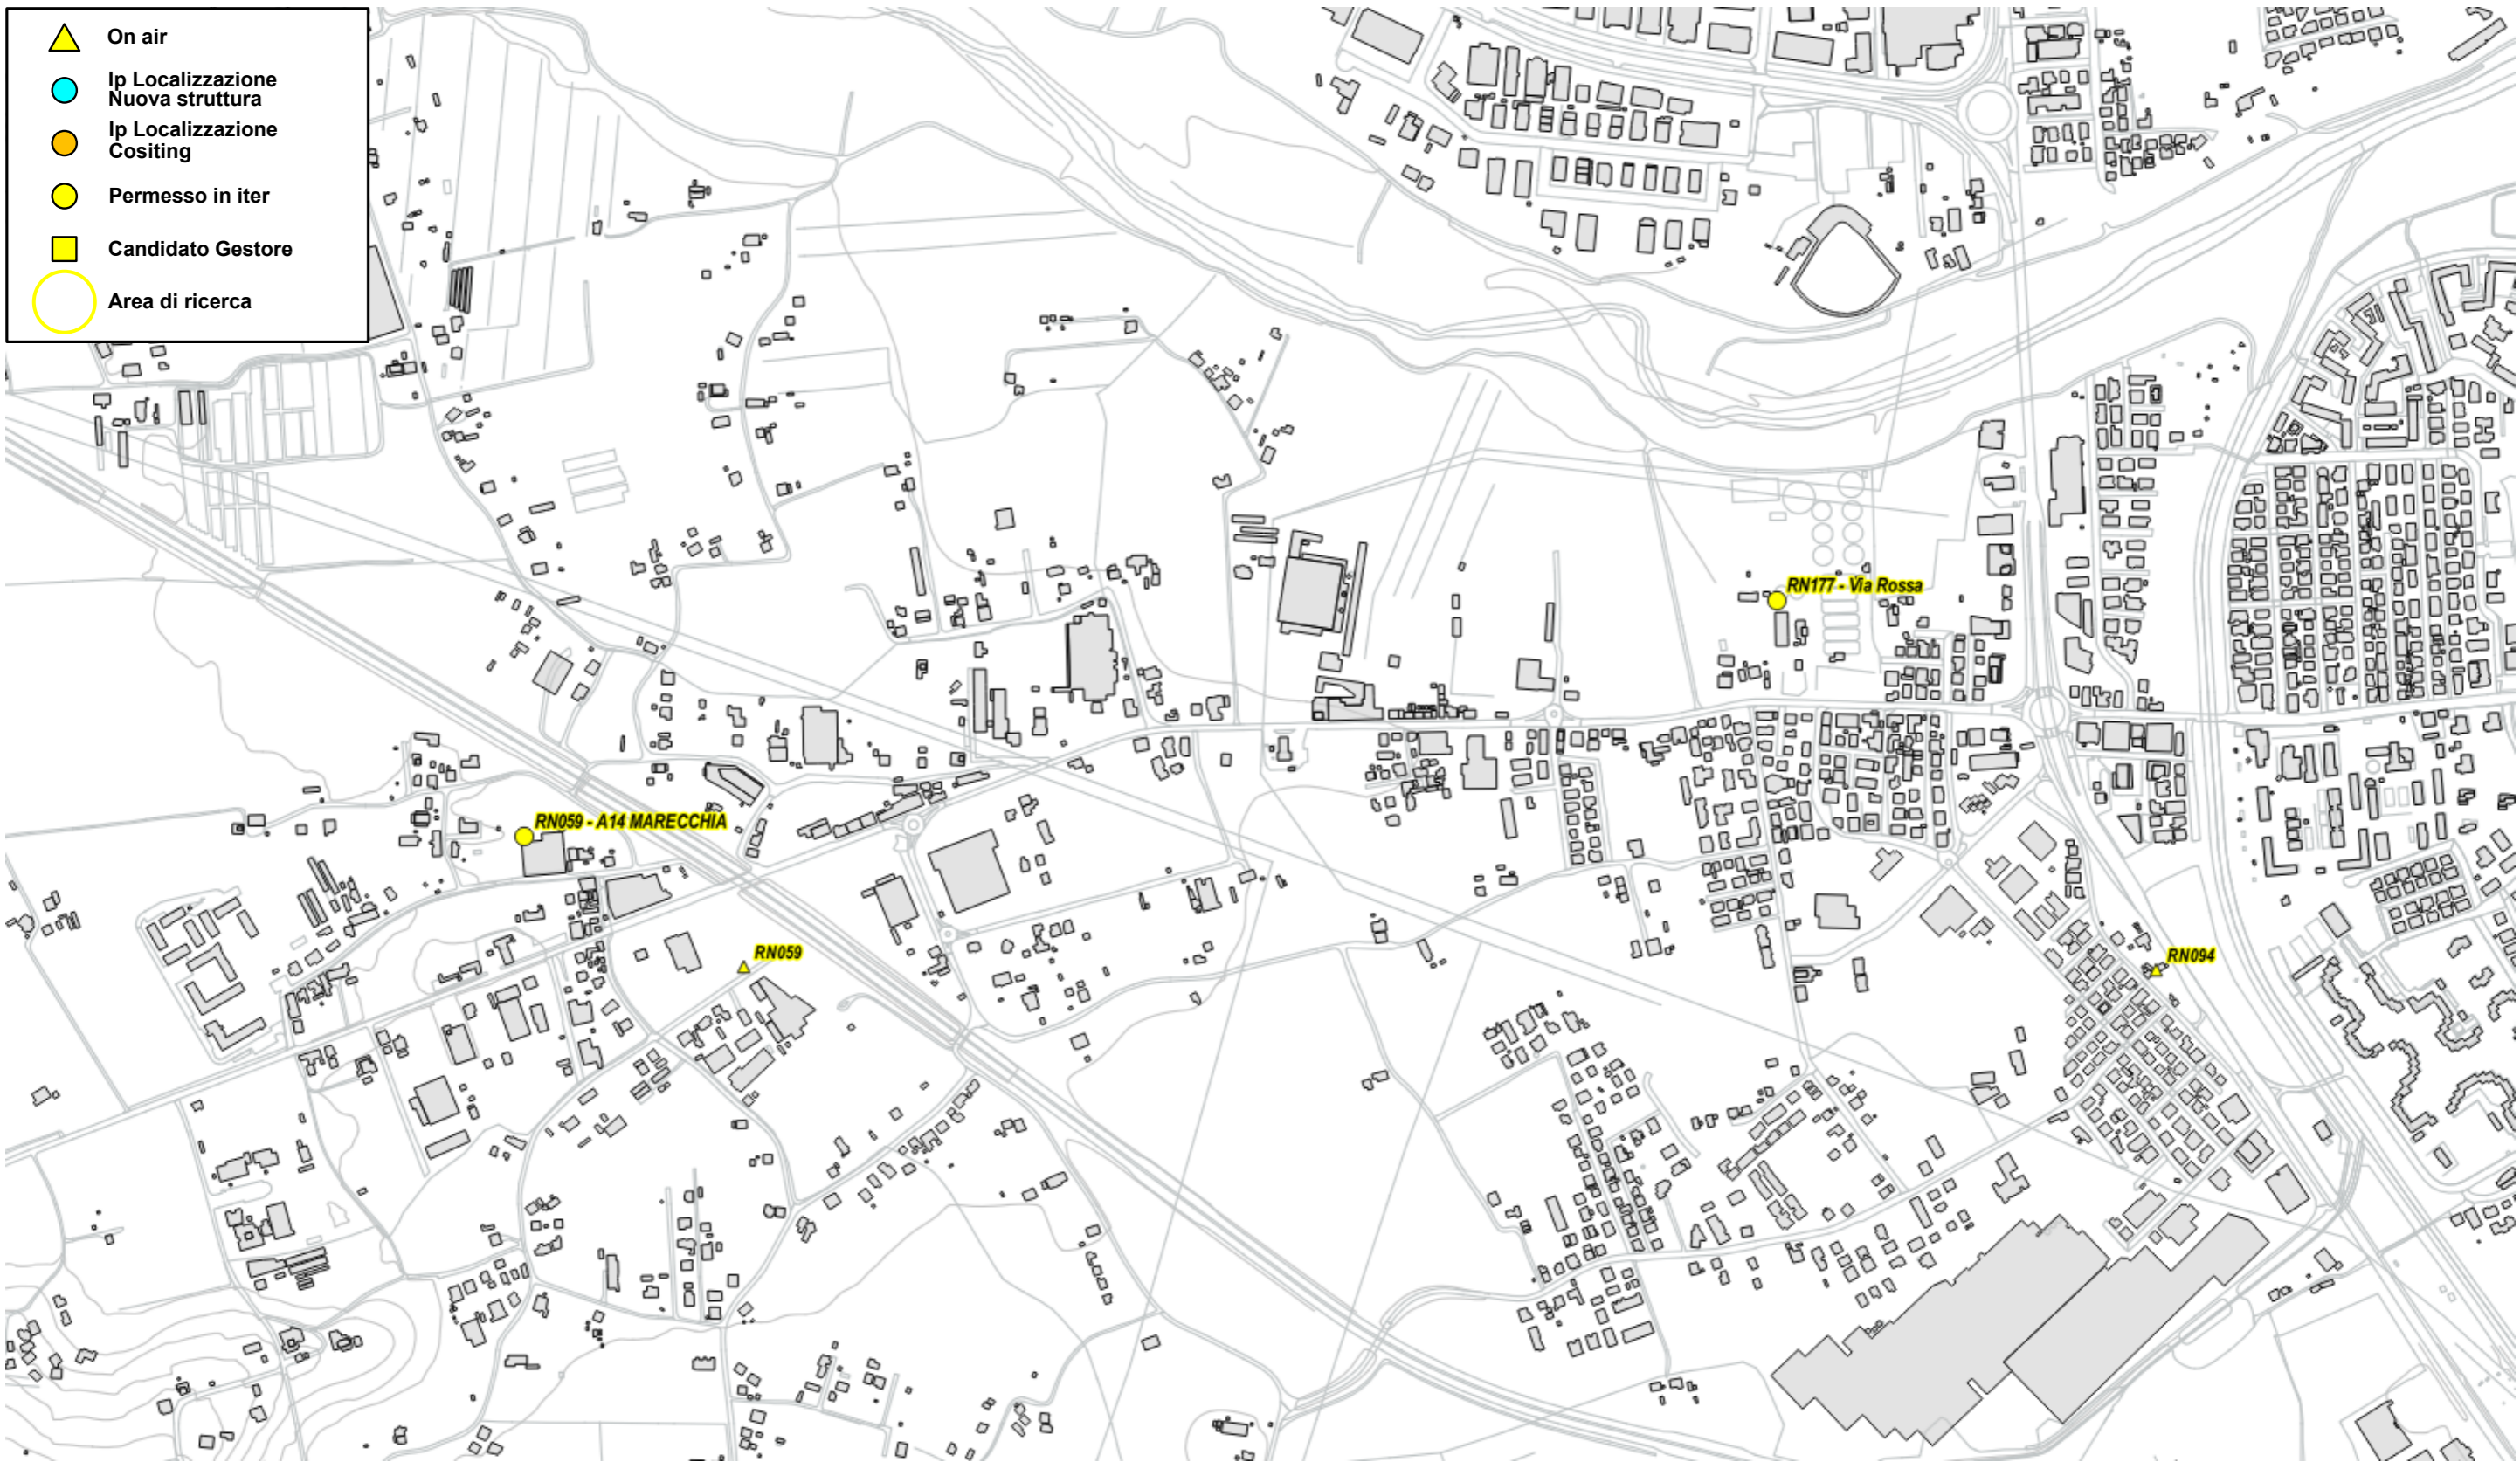 On air
Ip Localizzazione
Nuova struttura
Ip Localizzazione
Cositing
Permesso in iter
Candidato Gestore
Area di ricerca
RN177 - Via Rossa
RN059 - A14 MARECCHIA
RN059
RN094